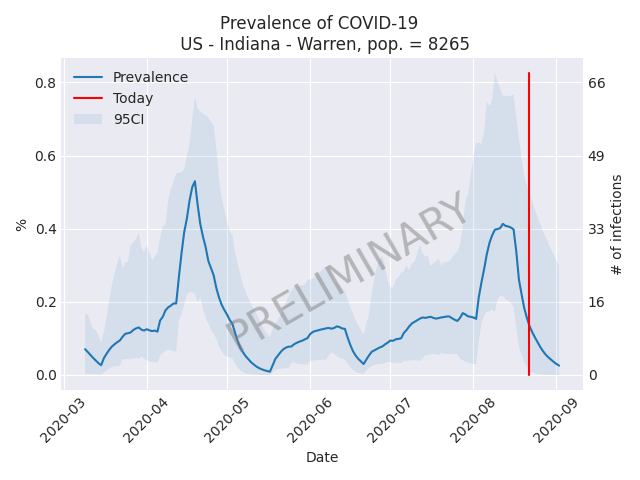 Prevalence of COVID-19
US - Indiana - Warren, pop. = 8265
Prevalence
Today
95CI
PRELIMINARY
%
0.8
0.6
0.4
0.2
0.0
66
49
33
16
0
# of infections
2020-03
2020-04
2020-05
2020-06
2020-07
2020-08
2020-09
Date